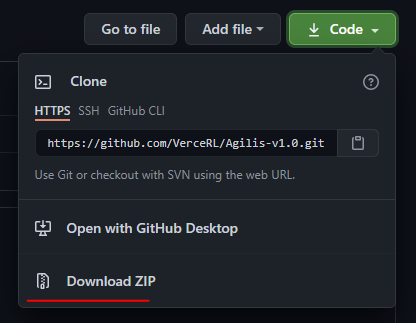 Go to file Add file Code
Clone
HTTPS SSH GitHub CLI
https://github.com/VerceRL/Agilis-v1.0.git
Use Git or checkout with SVN using the web URL.
Open with GitHub Desktop
Download ZIP